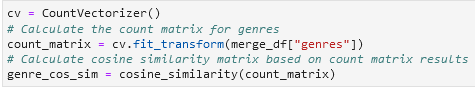 cv = CountVectorizer()
# Calculate the count matrix for genres
count_matrix = cv.fit_transform(merge_df["genres"])
# Calculate cosine similarity matrix based on count matrix results
genre_cos_sim = cosine_similarity(count_matrix)